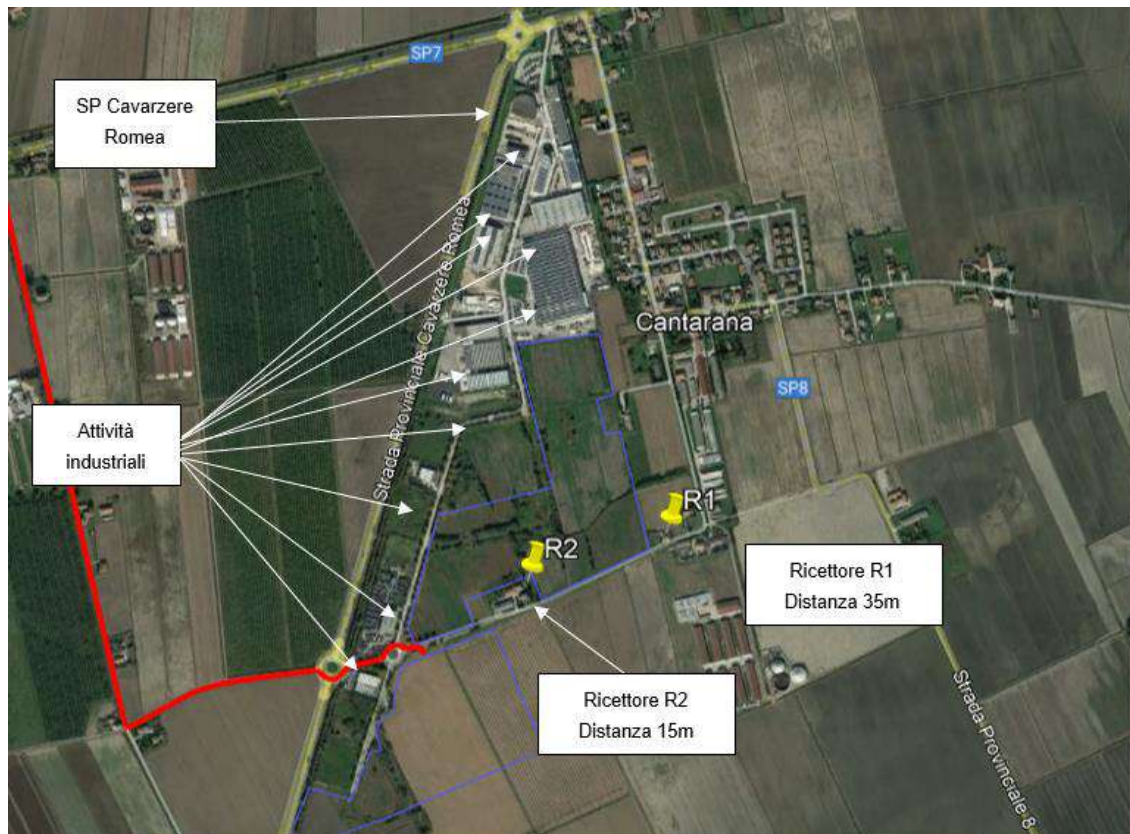 SP7
SP Cavarzere
Romea
Strada Provinciale Cavarzere Romea
Cantarana
SP8
Attività
industriali
R1
R2
Ricettore R1
Distanza 35m
Ricettore R2
Distanza 15m
Strada Provinciale 8